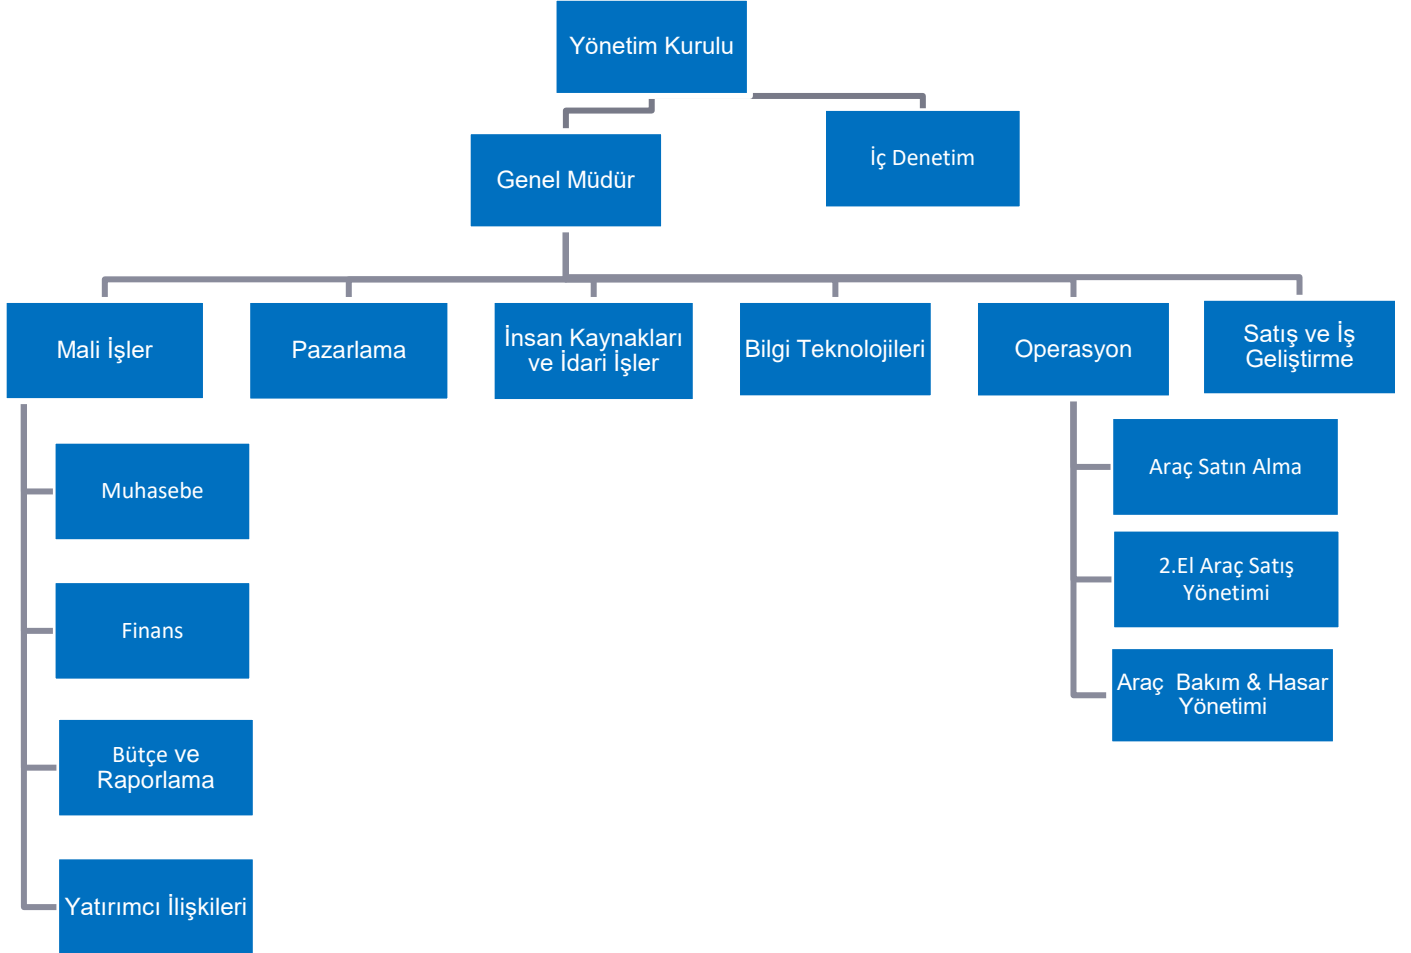 Yönetim Kurulu
İç Denetim
Genel Müdür
Mali İşler
Pazarlama
İnsan Kaynakları
ve İdari İşler
Bilgi Teknolojileri
Operasyon
Satış ve İş
Geliştirme
Muhasebe
Finans
Bütçe ve
Raporlama
Yatırımcı İlişkileri
Araç Satın Alma
2.El Araç Satış
Yönetimi
Araç  Bakım & Hasar
Yönetimi